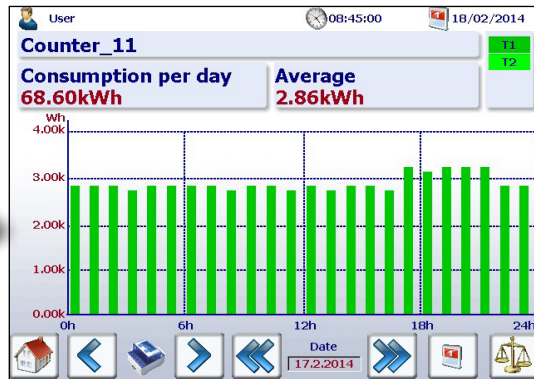 User 08:45:00 18/02/2014
Counter_11
T1
T2
Consumption per day
68.60kWh
Average
2.86kWh
Wh
4.00k
3.00k
2.00k
1.00k
0.00k
0h 6h 12h 18h 24h
Date
17.2.2014